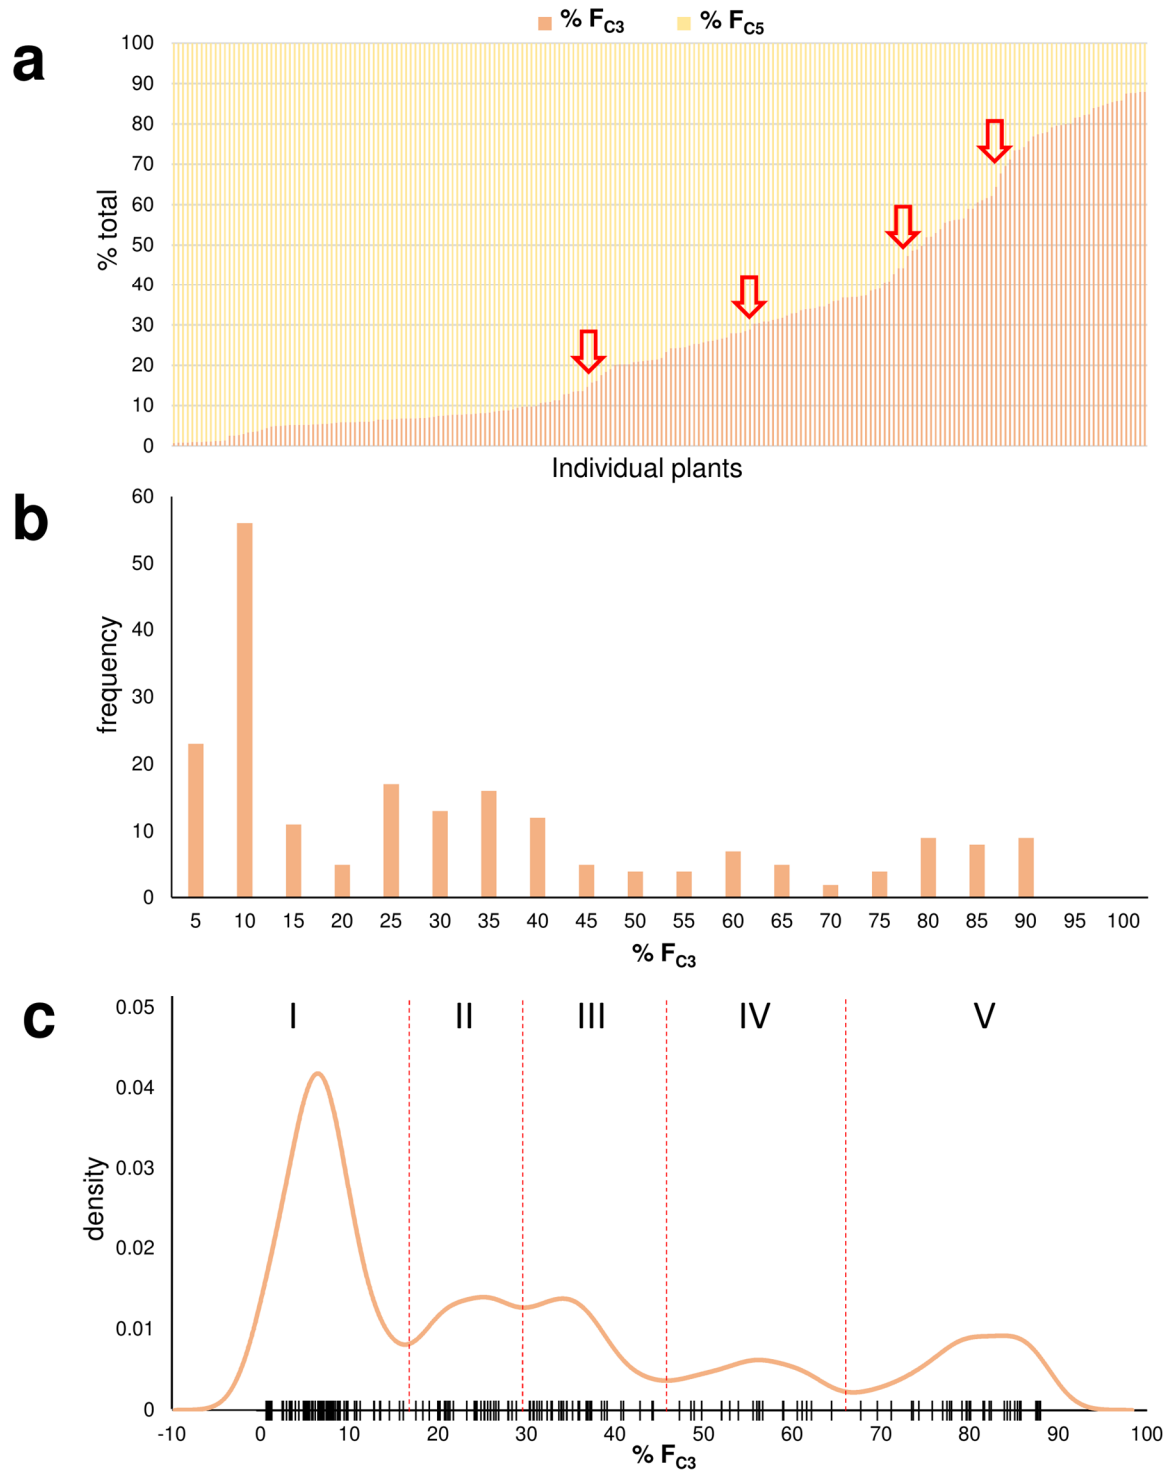 % FC3 % FC5
a
100
90
80
70
60
50
40
30
20
10
0
% total
Individual plants
b
60
50
40
30
20
10
0
frequency
5 10 15 20 25 30 35 40 45 50 55 60 65 70 75 80 85 90 95 100
% FC3
c
I II III IV V
0.05
0.04
0.03
0.02
0.01
0
density
-10 0 10 20 30 40 50 60 70 80 90 100
% FC3